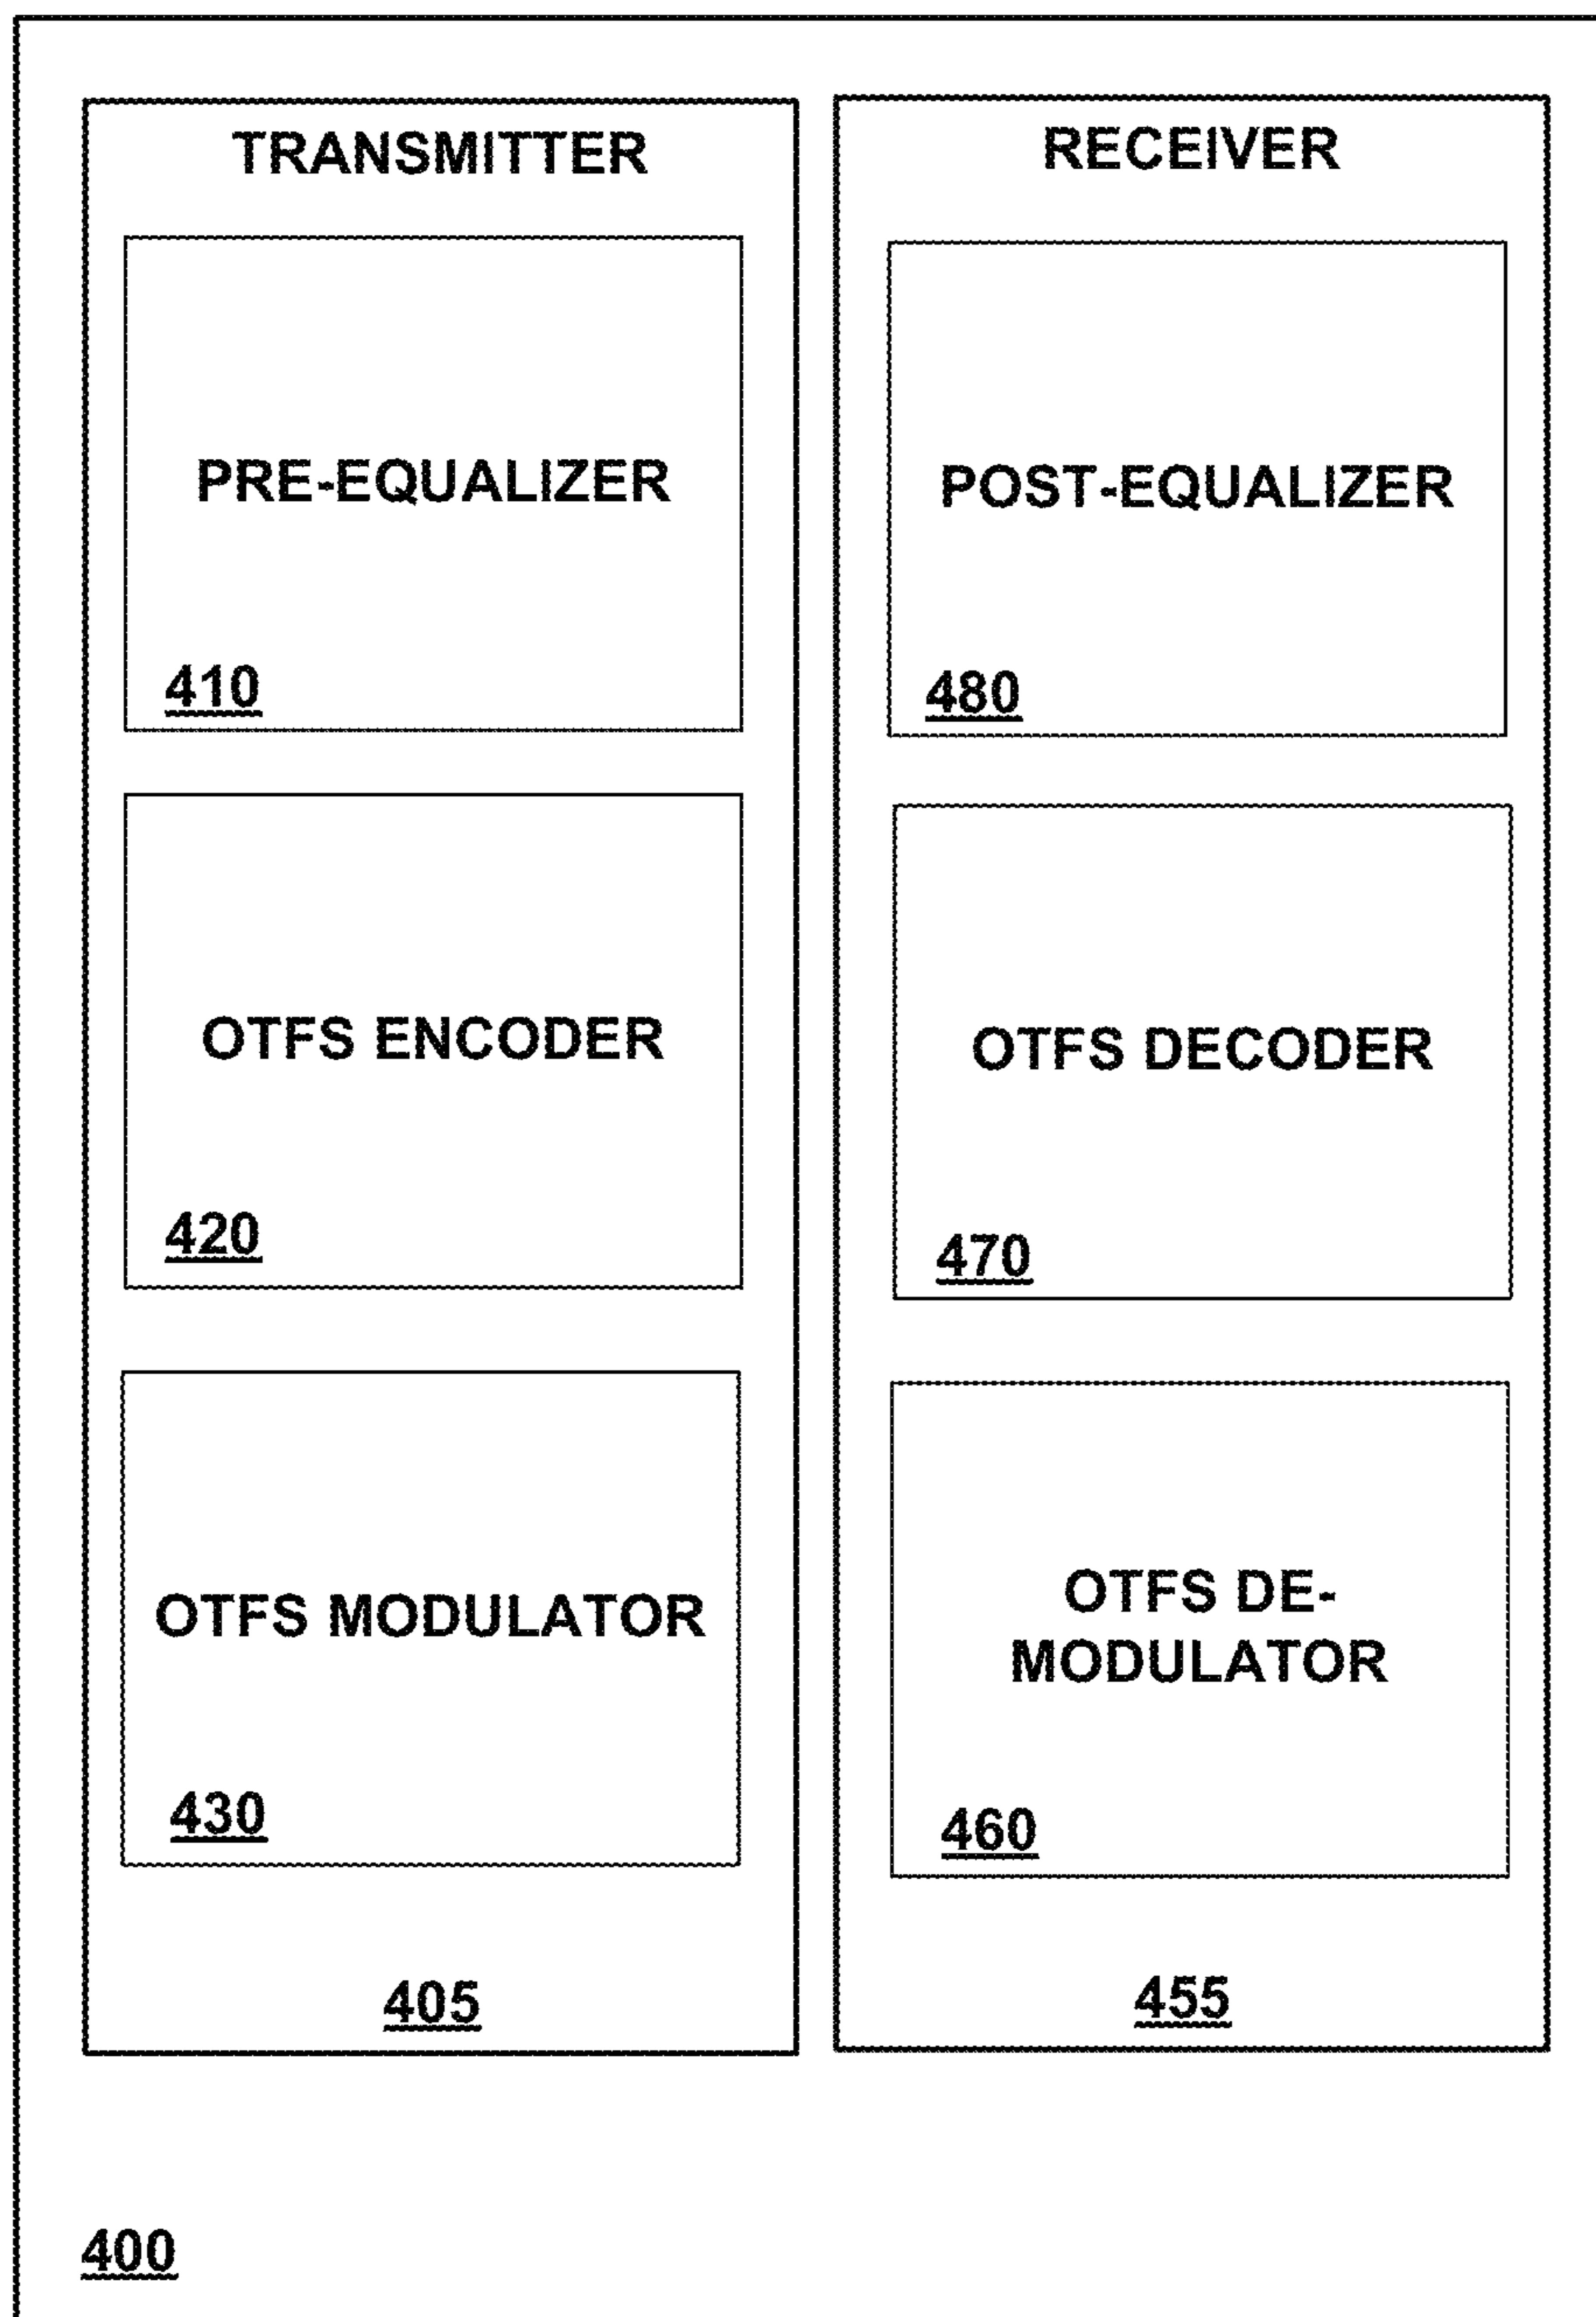 TRANSMITTER
PRE-EQUALIZER
410
OTFS ENCODER
420
OTFS MODULATOR
430
405
RECEIVER
POST-EQUALIZER
480
OTFS DECODER
470
OTFS DE-
MODULATOR
460
455
400